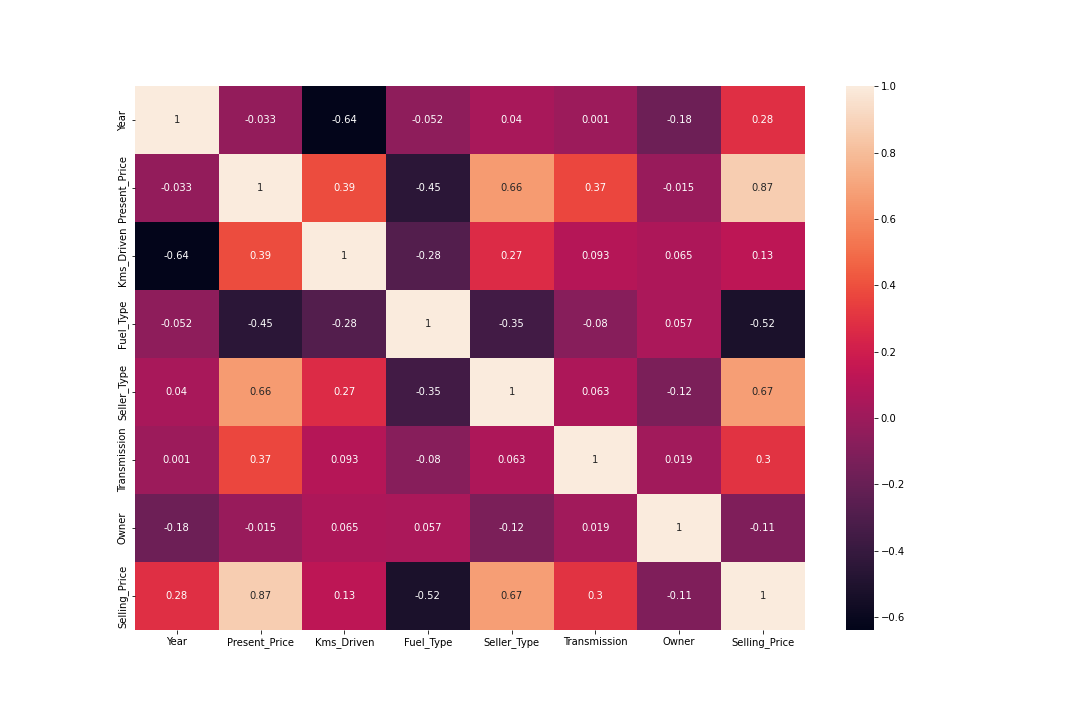 Year 1 -0.033 -0.64 -0.052 0.04 0.001 -0.18 0.28
Present_Price -0.033 1 0.39 -0.45 0.66 0.37 -0.015 0.87
Kms_Driven -0.64 0.39 1 -0.28 0.27 0.093 0.065 0.13
Fuel_Type -0.052 -0.45 -0.28 1 -0.35 -0.08 0.057 -0.52
Seller_Type 0.04 0.66 0.27 -0.35 1 0.063 -0.12 0.67
Transmission 0.001 0.37 0.093 -0.08 0.063 1 0.019 0.3
Owner -0.18 -0.015 0.065 0.057 -0.12 0.019 1 -0.11
Selling_Price 0.28 0.87 0.13 -0.52 0.67 0.3 -0.11 1
Year Present_Price Kms_Driven Fuel_Type Seller_Type Transmission Owner Selling_Price
1.0
0.8
0.6
0.4
0.2
0.0
−0.2
−0.4
−0.6